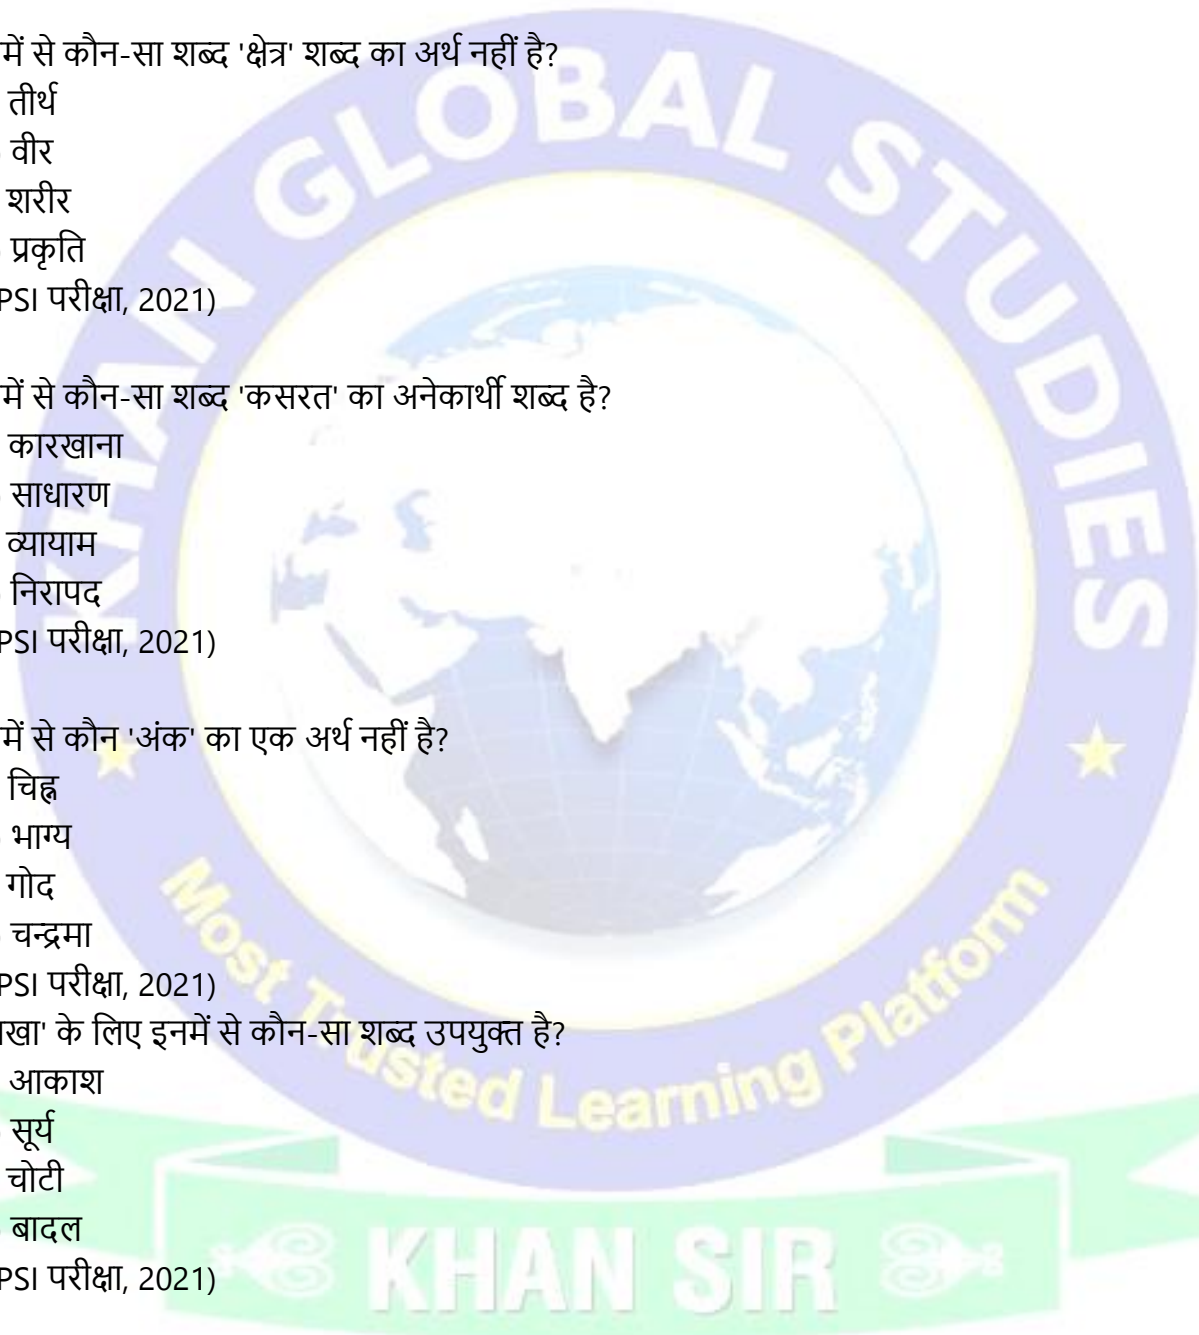 में से कौन-सा शब्द 'क्षेत्र' शब्द का अर्थ नहीं है?
तीर्थ
वीर
शरीर
प्रकृति
PSI परीक्षा, 2021)
में से कौन-सा शब्द 'कसरत' का अनेकार्थी शब्द है?
कारखाना
साधारण
व्यायाम
निरापद
PSI परीक्षा, 2021)
में से कौन 'अंक' का एक अर्थ नहीं है?
चिह्न
भाग्य
गोद
चन्द्रमा
PSI परीक्षा, 2021)
खा' के लिए इनमें से कौन-सा शब्द उपयुक्त है?
आकाश
सूर्य
चोटी
बादल
PSI परीक्षा, 2021)
KHAN GLOBAL STUDIES
Most Trusted Learning Platform
KHAN SIR